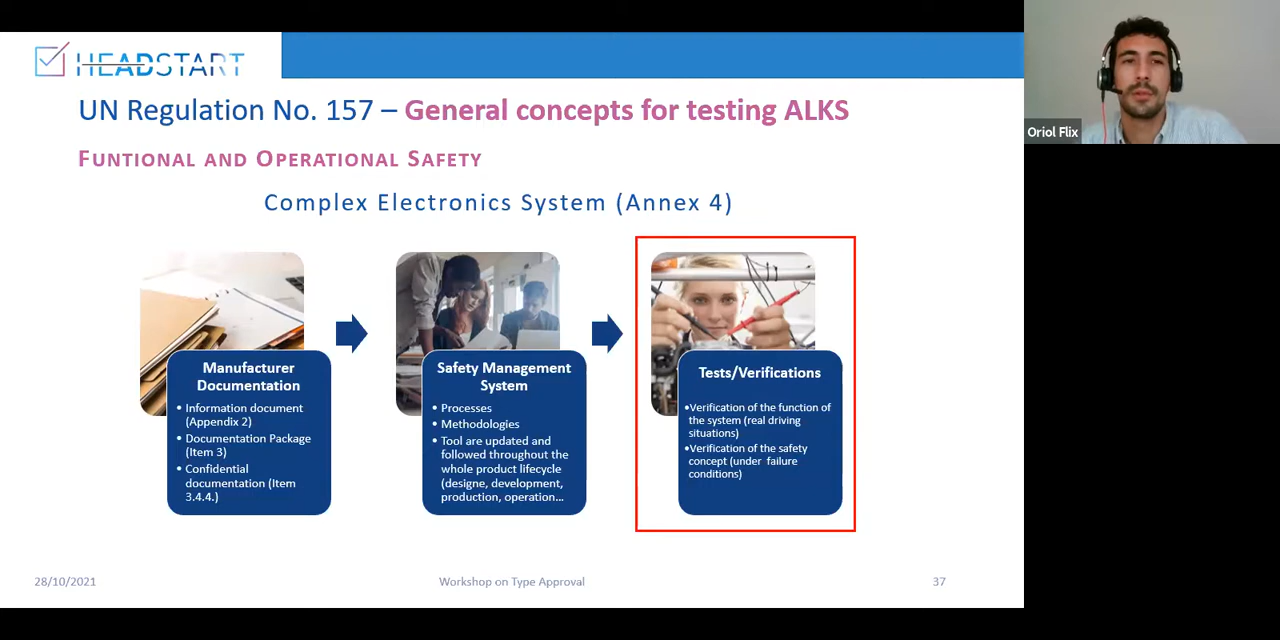 HEADSTART
UN Regulation No. 157 – General concepts for testing ALKS
FUNTIONAL AND OPERATIONAL SAFETY
Complex Electronics System (Annex 4)
Manufacturer
Documentation
• Information document
(Appendix 2)
• Documentation Package
(Item 3)
• Confidential
documentation (Item
3.4.4.)
Safety Management
System
• Processes
• Methodologies
• Tool are updated and
followed throughout the
whole product lifecycle
(designe, development,
production, operation…
Tests/Verifications
•Verification of the function of
the system (real driving
situations)
•Verification of the safety
concept (under failure
conditions)
28/10/2021
Workshop on Type Approval
37
Oriol Flix